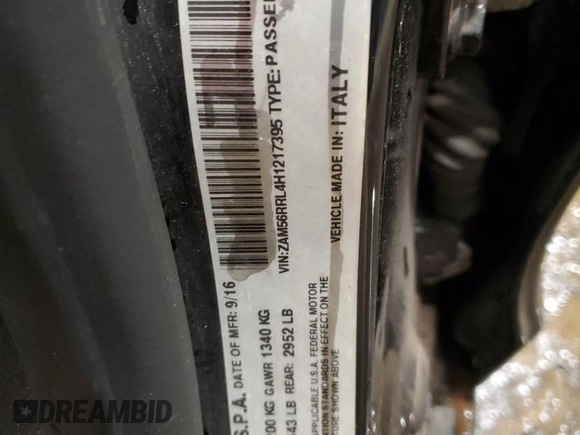 S.P.A. DATE OF MFR: 9/16
00 KG GAWR 1340 KG
43 LB REAR: 2952 LB
APPLICABLE U.S.A. FEDERAL MOTOR
STANDARDS IN EFFECT ON THE
SHOWN ABOVE
VIN:ZAM56RRL4H1217395 TYPE:PASSE
VEHICLE MADE IN: ITALY
DREAMBID